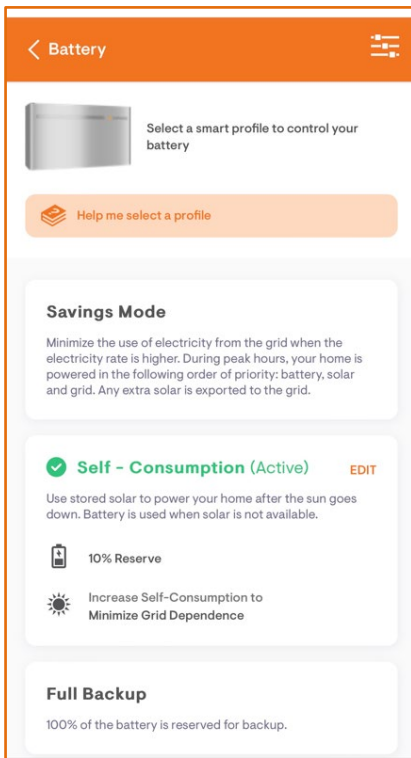 Battery
Select a smart profile to control your
battery
Help me select a profile
Savings Mode
Minimize the use of electricity from the grid when the
electricity rate is higher. During peak hours, your home is
powered in the following order of priority: battery, solar
and grid. Any extra solar is exported to the grid.
Self - Consumption (Active) EDIT
Use stored solar to power your home after the sun goes
down. Battery is used when solar is not available.
10% Reserve
Increase Self-Consumption to
Minimize Grid Dependence
Full Backup
100% of the battery is reserved for backup.